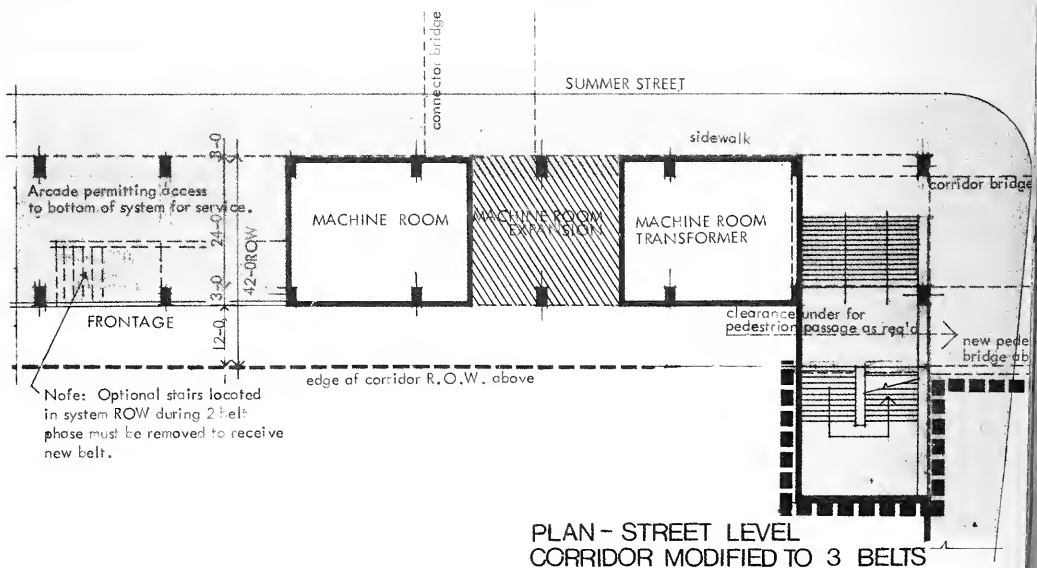 connector bridge
SUMMER STREET
sidewalk
3-0
Arcade permitting access
to bottom of system for service.
24-0
42-0ROW
3-0
12-0
MACHINE ROOM
MACHINE ROOM
EXPANSION
MACHINE ROOM
TRANSFORMER
corridor bridge
FRONTAGE
clearance under for
pedestrion passage as req'd
new pede
bridge ab
edge of corridor R.O.W. above
Note: Optional stairs located
in system ROW during 2 belt
phase must be removed to receive
new belt.
PLAN - STREET LEVEL
CORRIDOR MODIFIED TO 3 BELTS